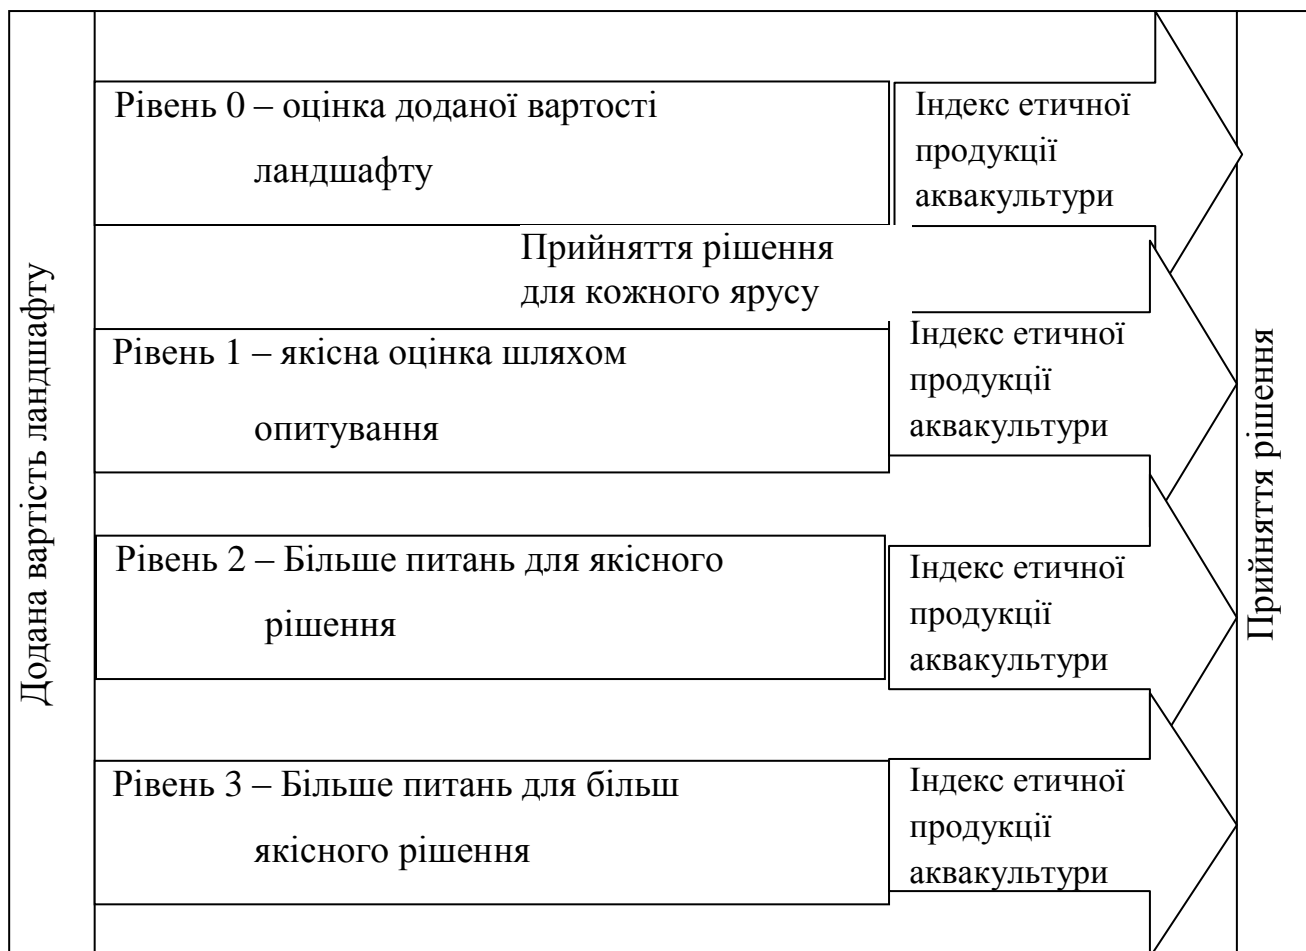 Додана вартість ландшафту
Рівень 0 – оцінка доданої вартості
ландшафту
Індекс етичної
продукції
аквакультури
Прийняття рішення
для кожного ярусу
Рівень 1 – якісна оцінка шляхом
опитування
Індекс етичної
продукції
аквакультури
Рівень 2 – Більше питань для якісного
рішення
Індекс етичної
продукції
аквакультури
Рівень 3 – Більше питань для більш
якісного рішення
Індекс етичної
продукції
аквакультури
Прийняття рішення